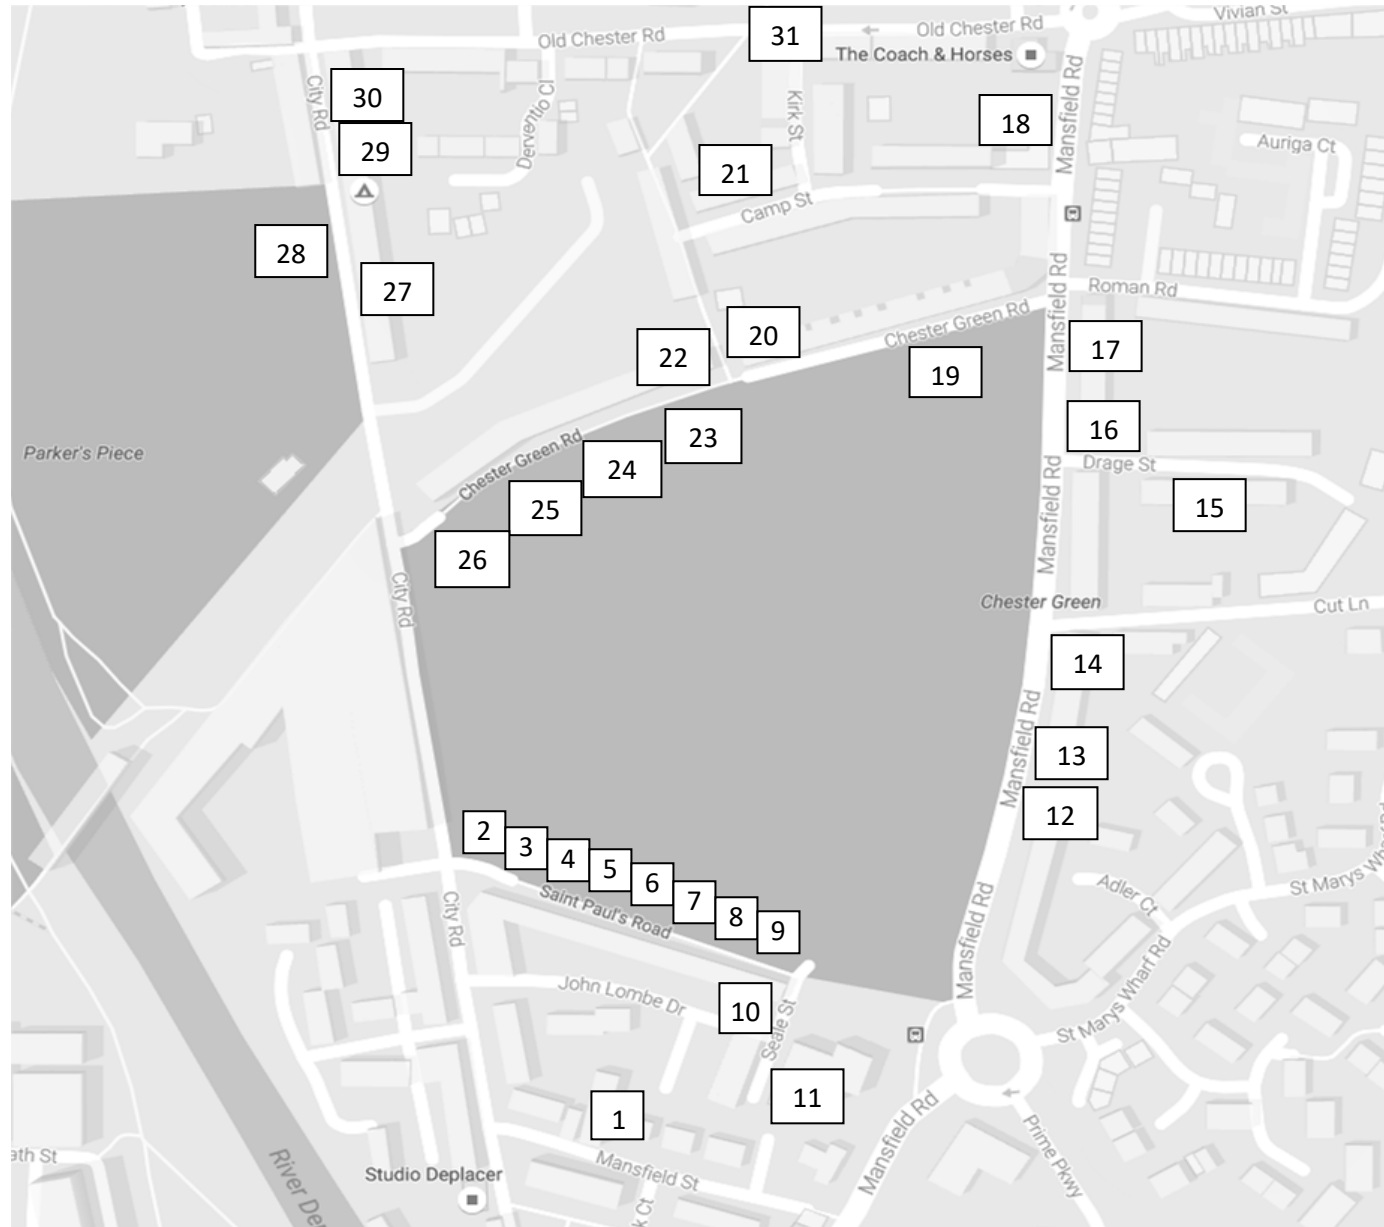 Vivian St
Old Chester Rd
31
Old Chester Rd
The Coach & Horses
City Rd
30
Derventio Cl
Kirk St
18
Mansfield Rd
29
21
Auriga Ct
Camp St
28
27
Mansfield Rd
Roman Rd
20
Chester Green Rd
17
22
19
23
16
Parker's Piece
Chester Green Rd
24
Drage St
25
Mansfield Rd
15
26
City Rd
Chester Green
Cut Ln
14
Mansfield Rd
13
12
2
3
4
5
6
7
8
9
Saint Paul's Road
City Rd
Mansfield Rd
Adler Ct
St Marys Wharf Rd
St Marys Wharf Rd
John Lombe Dr
10
Seale St
11
1
Mansfield Rd
Prime Pkwy
ath St
River De
Studio Deplacer
Mansfield St
k Ct